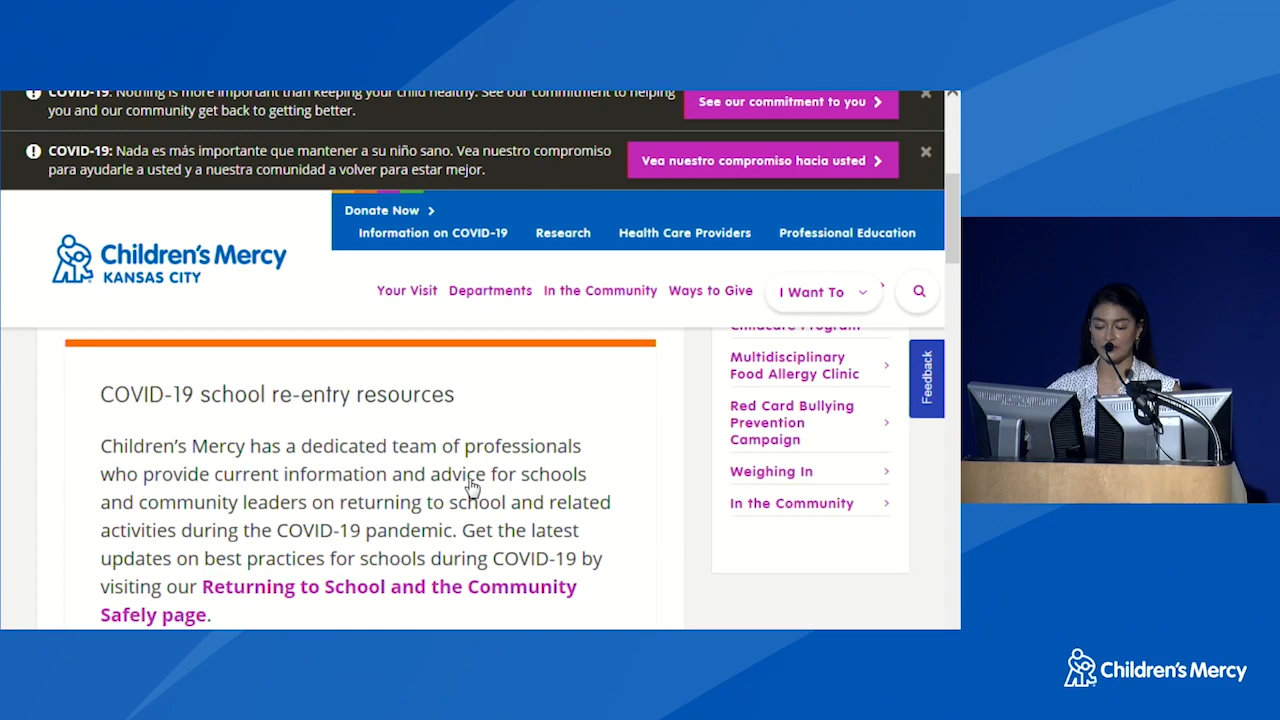 COVID-19: Nothing is more important than keeping your child healthy. See our commitment to helping
you and our community get back to getting better.
See our commitment to you
COVID-19: Nada es más importante que mantener a su niño sano. Vea nuestro compromiso
para ayudarle a usted y a nuestra comunidad a volver para estar mejor.
Vea nuestro compromiso hacia usted
Donate Now
Information on COVID-19 Research Health Care Providers Professional Education
Children's Mercy
KANSAS CITY
Your Visit Departments In the Community Ways to Give I Want To
Childcare Program
Multidisciplinary
Food Allergy Clinic
Red Card Bullying
Prevention
Campaign
Weighing In
In the Community
Feedback
COVID-19 school re-entry resources
Children's Mercy has a dedicated team of professionals
who provide current information and advice for schools
and community leaders on returning to school and related
activities during the COVID-19 pandemic. Get the latest
updates on best practices for schools during COVID-19 by
visiting our Returning to School and the Community
Safely page.
Children's Mercy